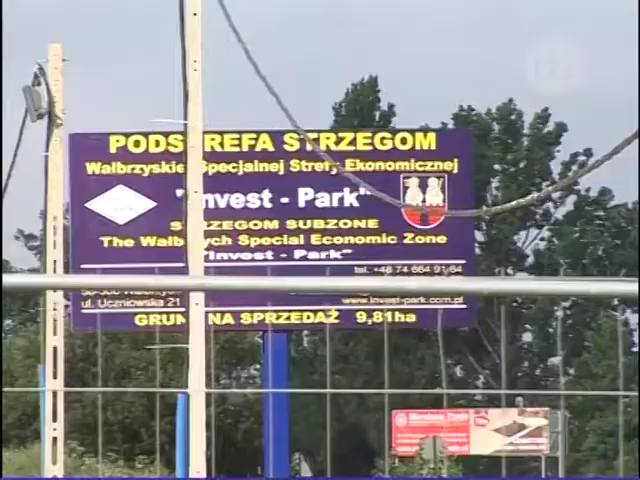 PODSTREFA STRZEGOM
Wałbrzyskiej Specjalnej Strefy Ekonomicznej
"Invest - Park"
STRZEGOM SUBZONE
The Wałbrzych Special Economic Zone
"Invest - Park"
tel. +48 74 664 91 64
ul. Uczniowska 21
www.invest-park.com.pl
GRUNT NA SPRZEDAŻ 9,81ha